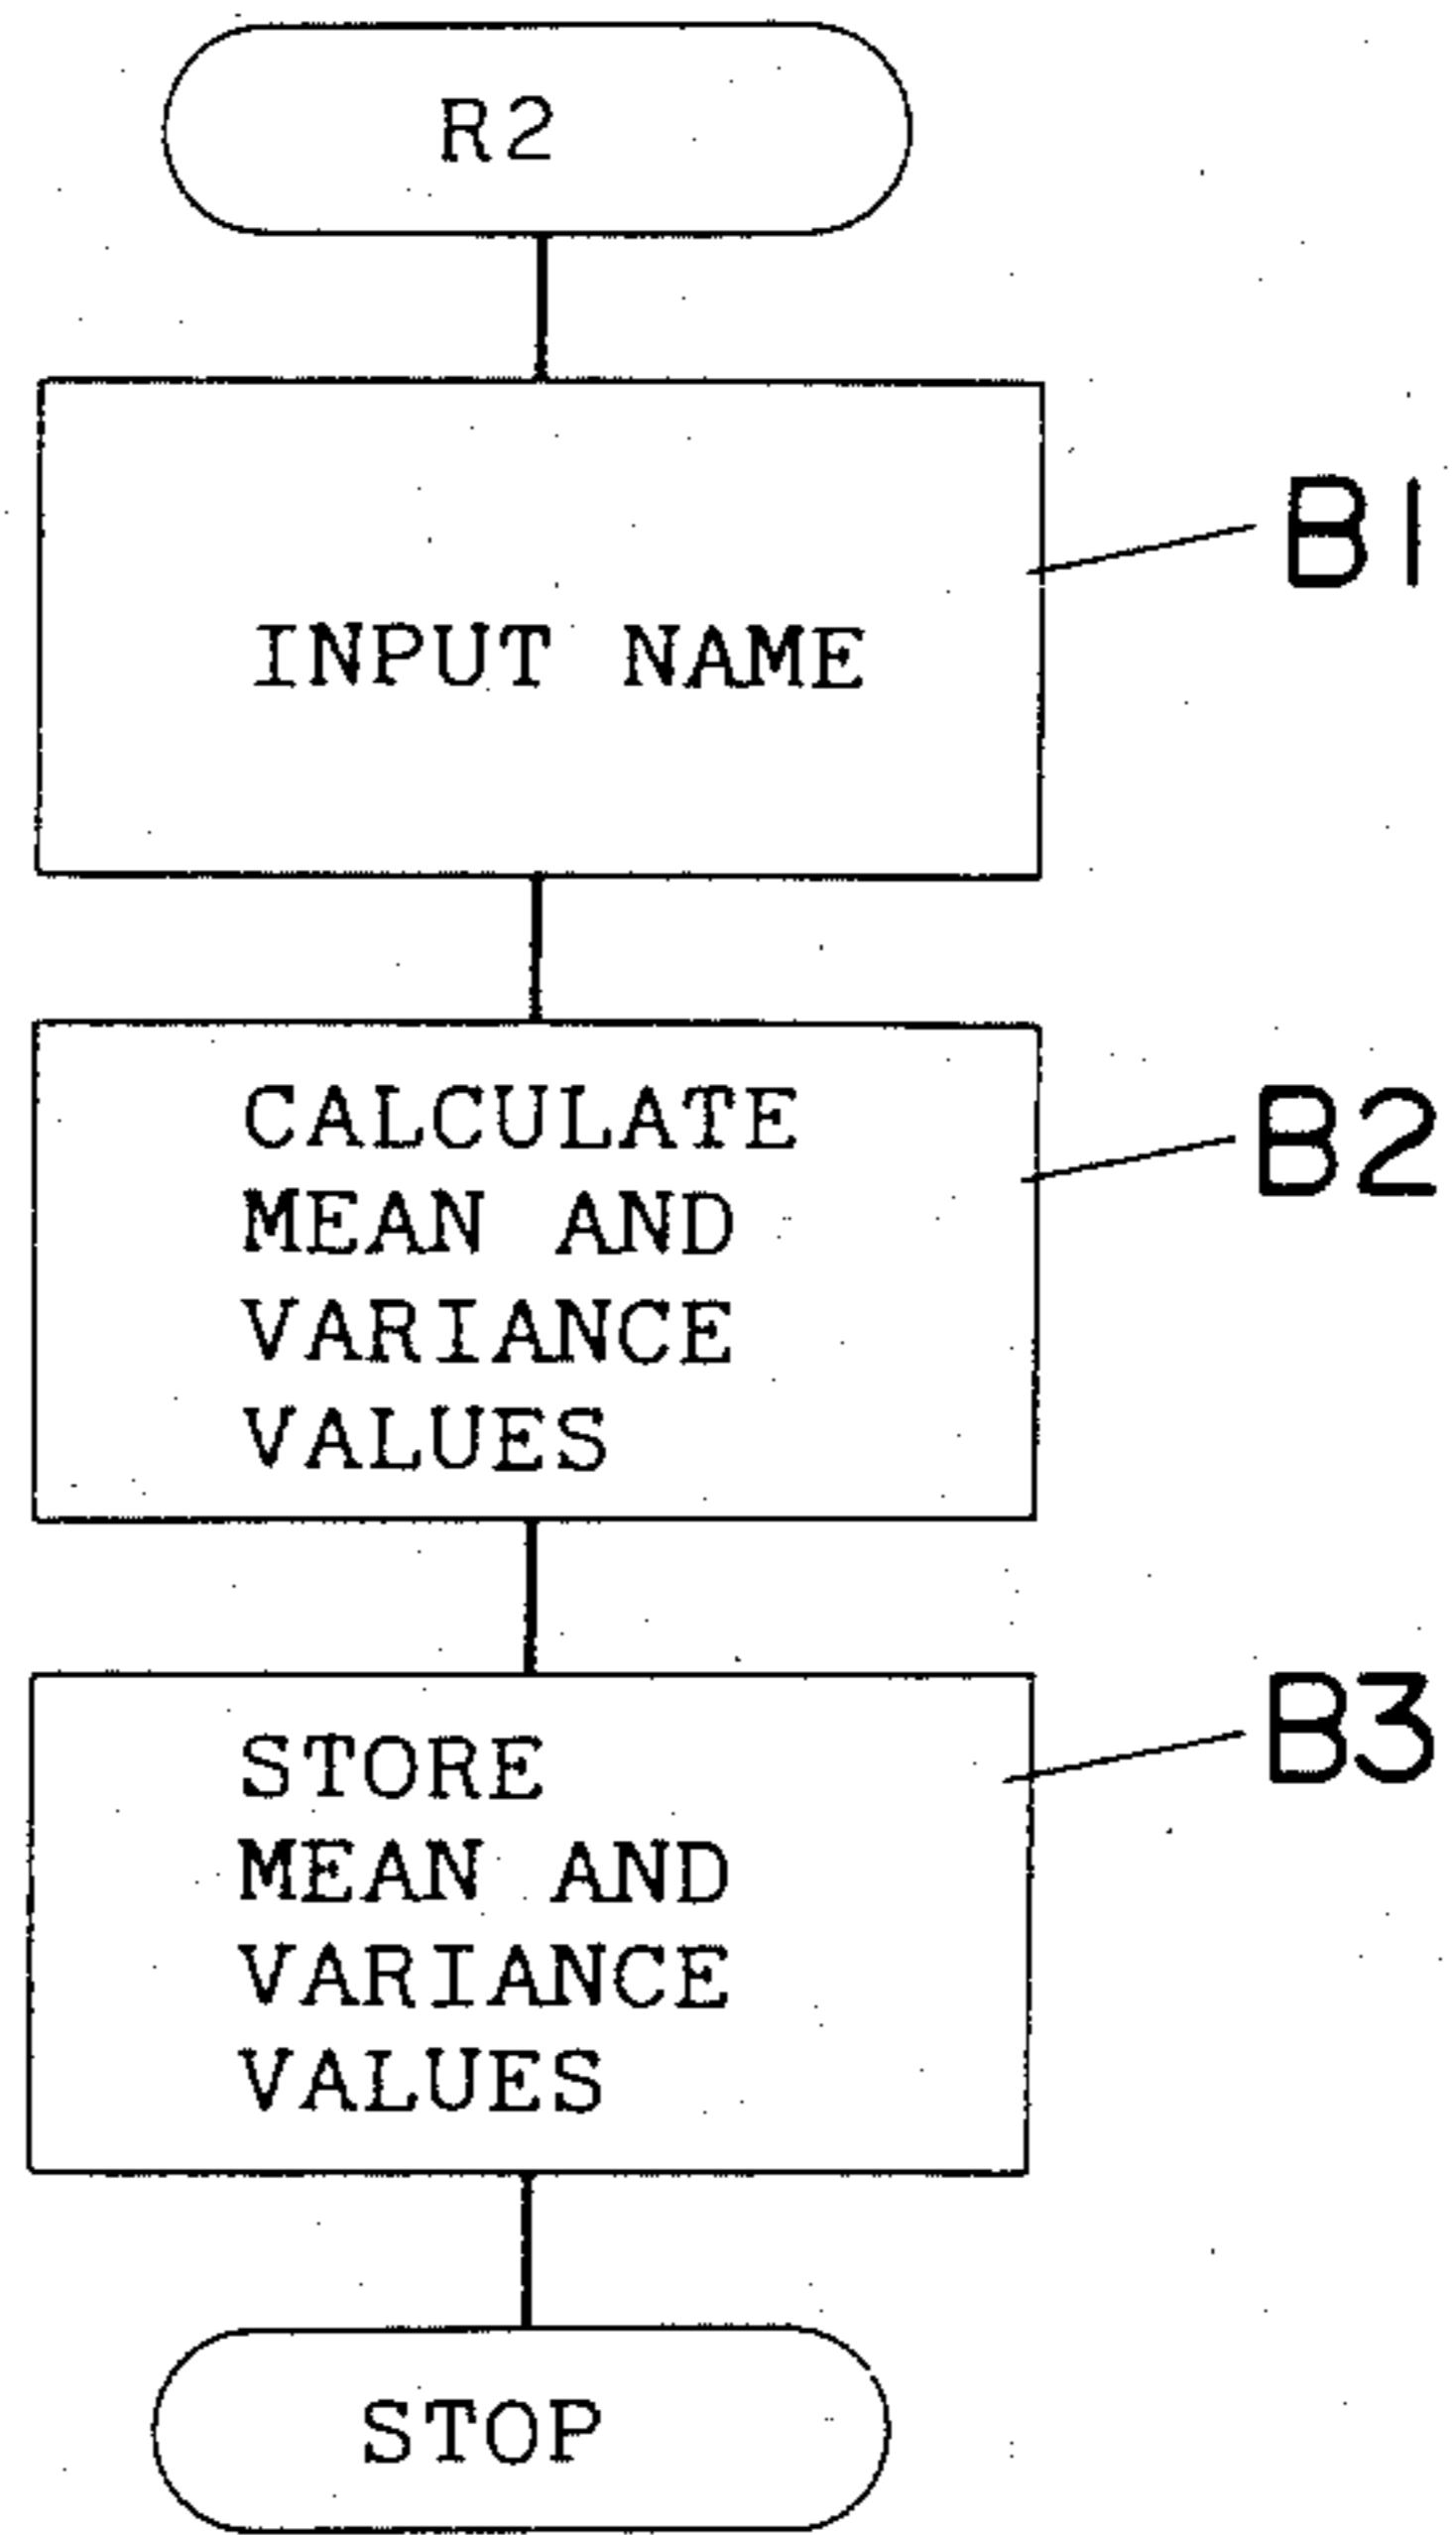 R2
INPUT NAME
B1
CALCULATE
MEAN AND
VARIANCE
VALUES
B2
STORE
MEAN AND
VARIANCE
VALUES
B3
STOP